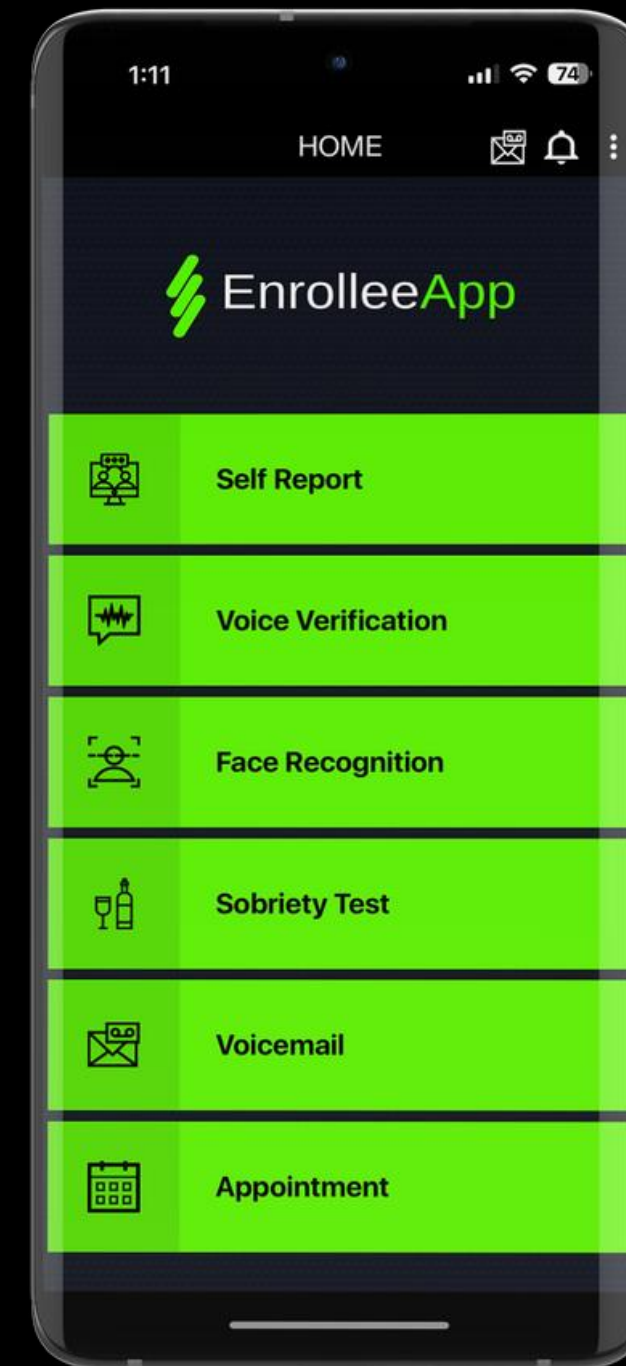 1:11
74
HOME
EnrolleeApp
Self Report
Voice Verification
Face Recognition
Sobriety Test
Voicemail
Appointment